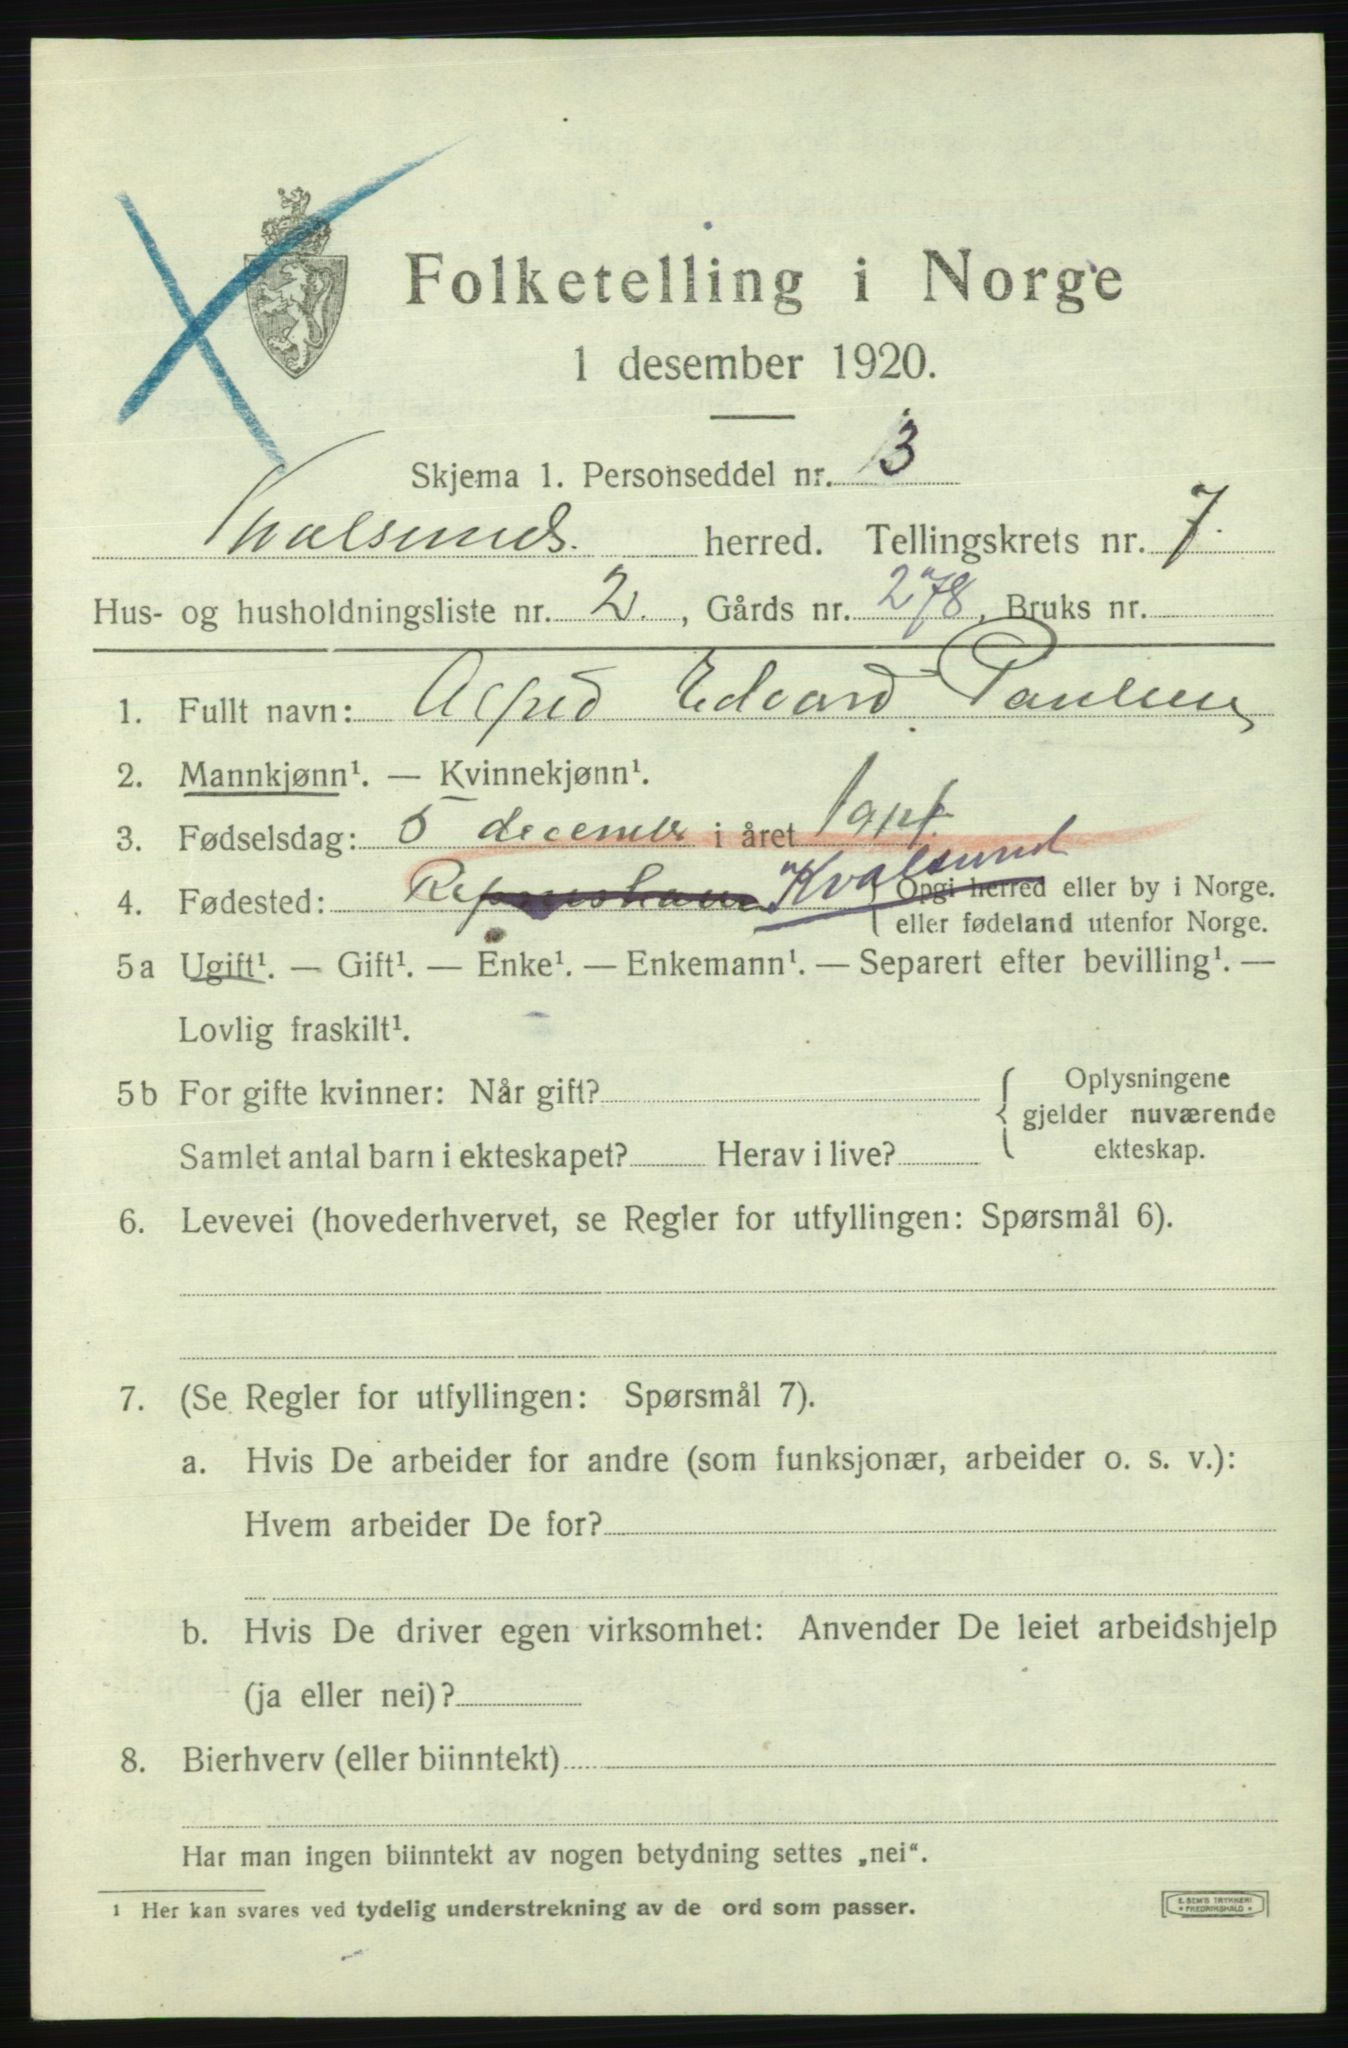 Folketelling i Norge
1 desember 1920.
Skjema 1. Personseddel nr. 3
Kvalsund herred. Tellingskrets nr. 7.
Hus- og husholdningsliste nr. 2. , Gårds nr. 278, Bruks nr.
1. Fullt navn: Alfred Edvard Paulsen
2. Mannkjønn¹. — Kvinnekjønn¹.
3. Fødselsdag: 5 december i året 1914.
4. Fødested: Kvalsund { Opgi herred eller by i Norge.
eller fødeland utenfor Norge.
5a Ugift¹. — Gift¹. — Enke¹. — Enkemann¹. — Separert efter bevilling¹. —
Lovlig fraskilt¹.
5b For gifte kvinner: Når gift? { Oplysningene
gjelder nuværende
Samlet antal barn i ekteskapet? Herav i live? ekteskap.
6. Levevei (hovederhvervet, se Regler for utfyllingen: Spørsmål 6).
7. (Se Regler for utfyllingen: Spørsmål 7).
a. Hvis De arbeider for andre (som funksjonær, arbeider o. s. v.):
Hvem arbeider De for?
b. Hvis De driver egen virksomhet: Anvender De leiet arbeidshjelp
(ja eller nei)?
8. Bierhverv (eller biinntekt)
Har man ingen biinntekt av nogen betydning settes „nei“.
¹ Her kan svares ved tydelig understrekning av de ord som passer.
E. SEM'S TRYKKERI
FREDRIKSHALD